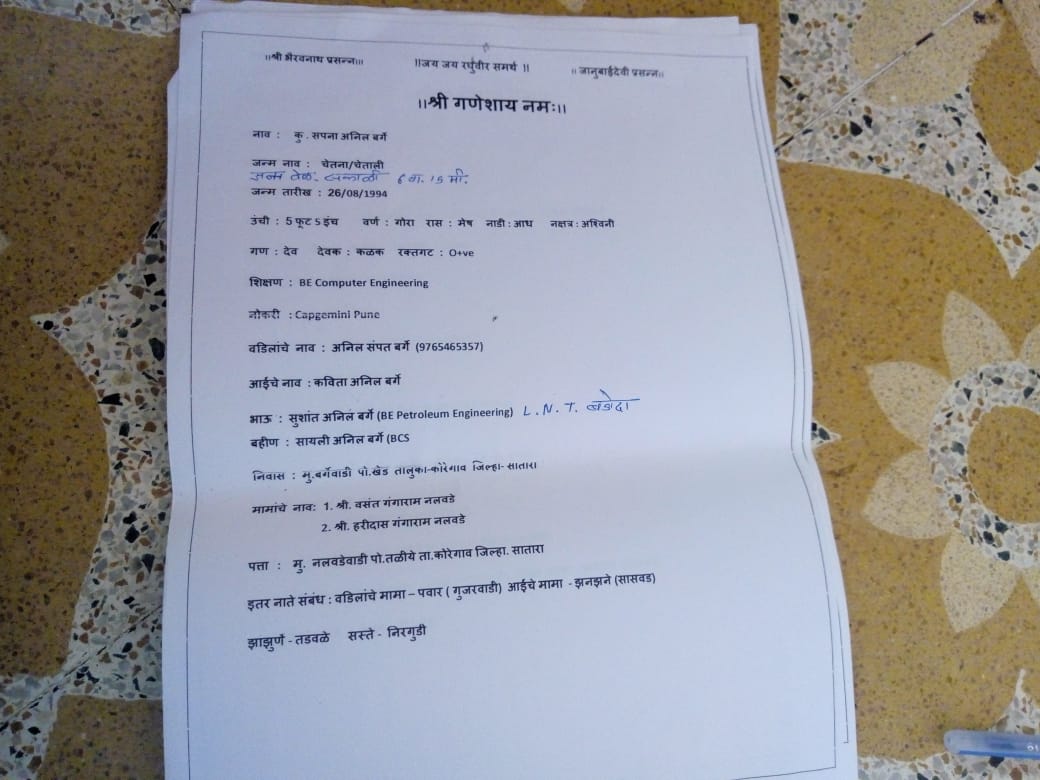 ॥श्री भैरवनाथ प्रसन्न॥ ॥जय जय रघुवीर समर्थ ॥ ॥ जानुबाईदेवी प्रसन्न॥
॥श्री गणेशाय नमः॥
नाव : कु. सपना अनिल बर्गे
जन्म नाव : चेतना/चेताली
जन्म वेळ. सकाळी 6 वा. 15 मी.
जन्म तारीख : 26/08/1994
उंची : 5 फूट 5 इंच वर्ण : गोरा रास : मेष नाडी : आध नक्षत्र : अश्विनी
गण : देव देवक : कळक रक्तगट : O+ve
शिक्षण : BE Computer Engineering
नोकरी : Capgemini Pune
वडिलांचे नाव : अनिल संपत बर्गे (9765465357)
आईचे नाव : कविता अनिल बर्गे
भाऊ : सुशांत अनिल बर्गे (BE Petroleum Engineering) L. N. T. बडोदा
बहीण : सायली अनिल बर्गे (BCS
निवास : मु.बर्गेवाडी पो.खेड तालुका-कोरेगाव जिल्हा- सातारा
मामांचे नाव: 1. श्री. वसंत गंगाराम नलवडे
2. श्री. हरीदास गंगाराम नलवडे
पत्ता : मु. नलवडेवाडी पो.तळीये ता.कोरेगाव जिल्हा. सातारा
इतर नाते संबंध : वडिलांचे मामा – पवार ( गुजरवाडी) आईचे मामा - झनझने (सासवड)
झाझुर्णे - तडवळे सस्ते - निरगुडी